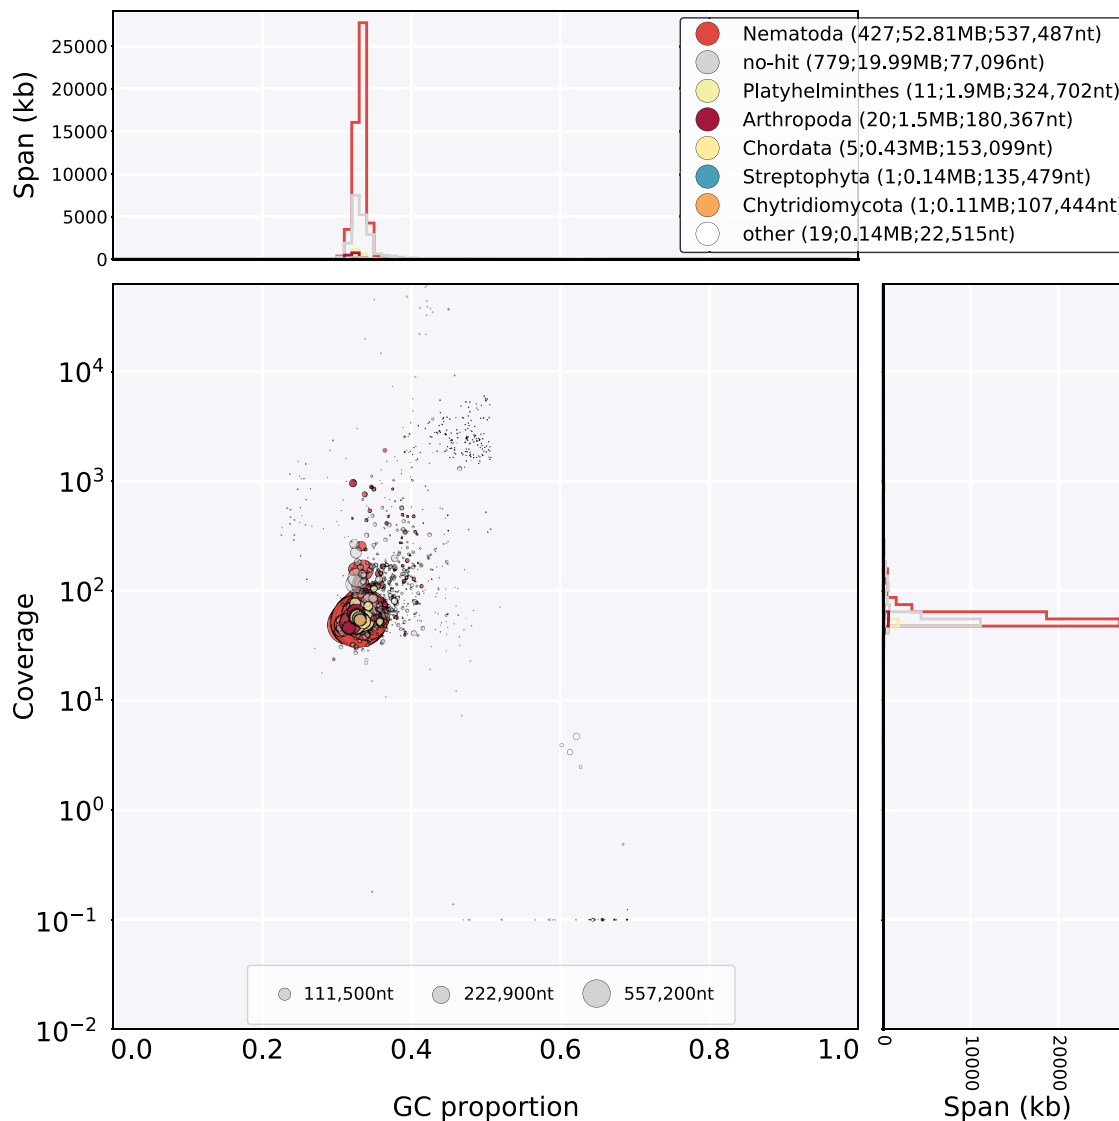 Span (kb)
25000
20000
15000
10000
5000
0
Nematoda (427;52.81MB;537,487nt)
no-hit (779;19.99MB;77,096nt)
Platyhelminthes (11;1.9MB;324,702nt)
Arthropoda (20;1.5MB;180,367nt)
Chordata (5;0.43MB;153,099nt)
Streptophyta (1;0.14MB;135,479nt)
Chytridiomycota (1;0.11MB;107,444nt)
other (19;0.14MB;22,515nt)
Coverage
10⁴
10³
10²
10¹
10⁰
10⁻¹
10⁻²
111,500nt 222,900nt 557,200nt
0.0 0.2 0.4 0.6 0.8 1.0
GC proportion
0 10000 20000
Span (kb)